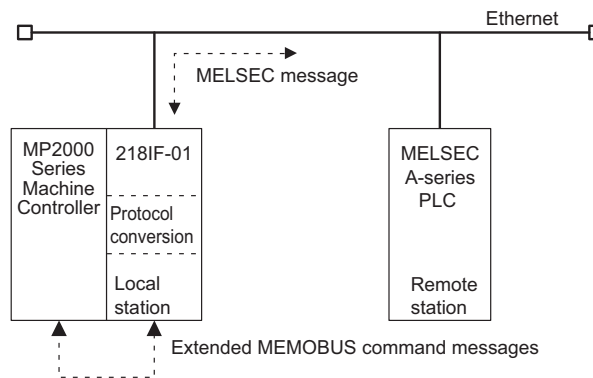 Ethernet
MELSEC message
MP2000
Series
Machine
Controller
218IF-01
Protocol
conversion
Local
station
MELSEC
A-series
PLC
Remote
station
Extended MEMOBUS command messages